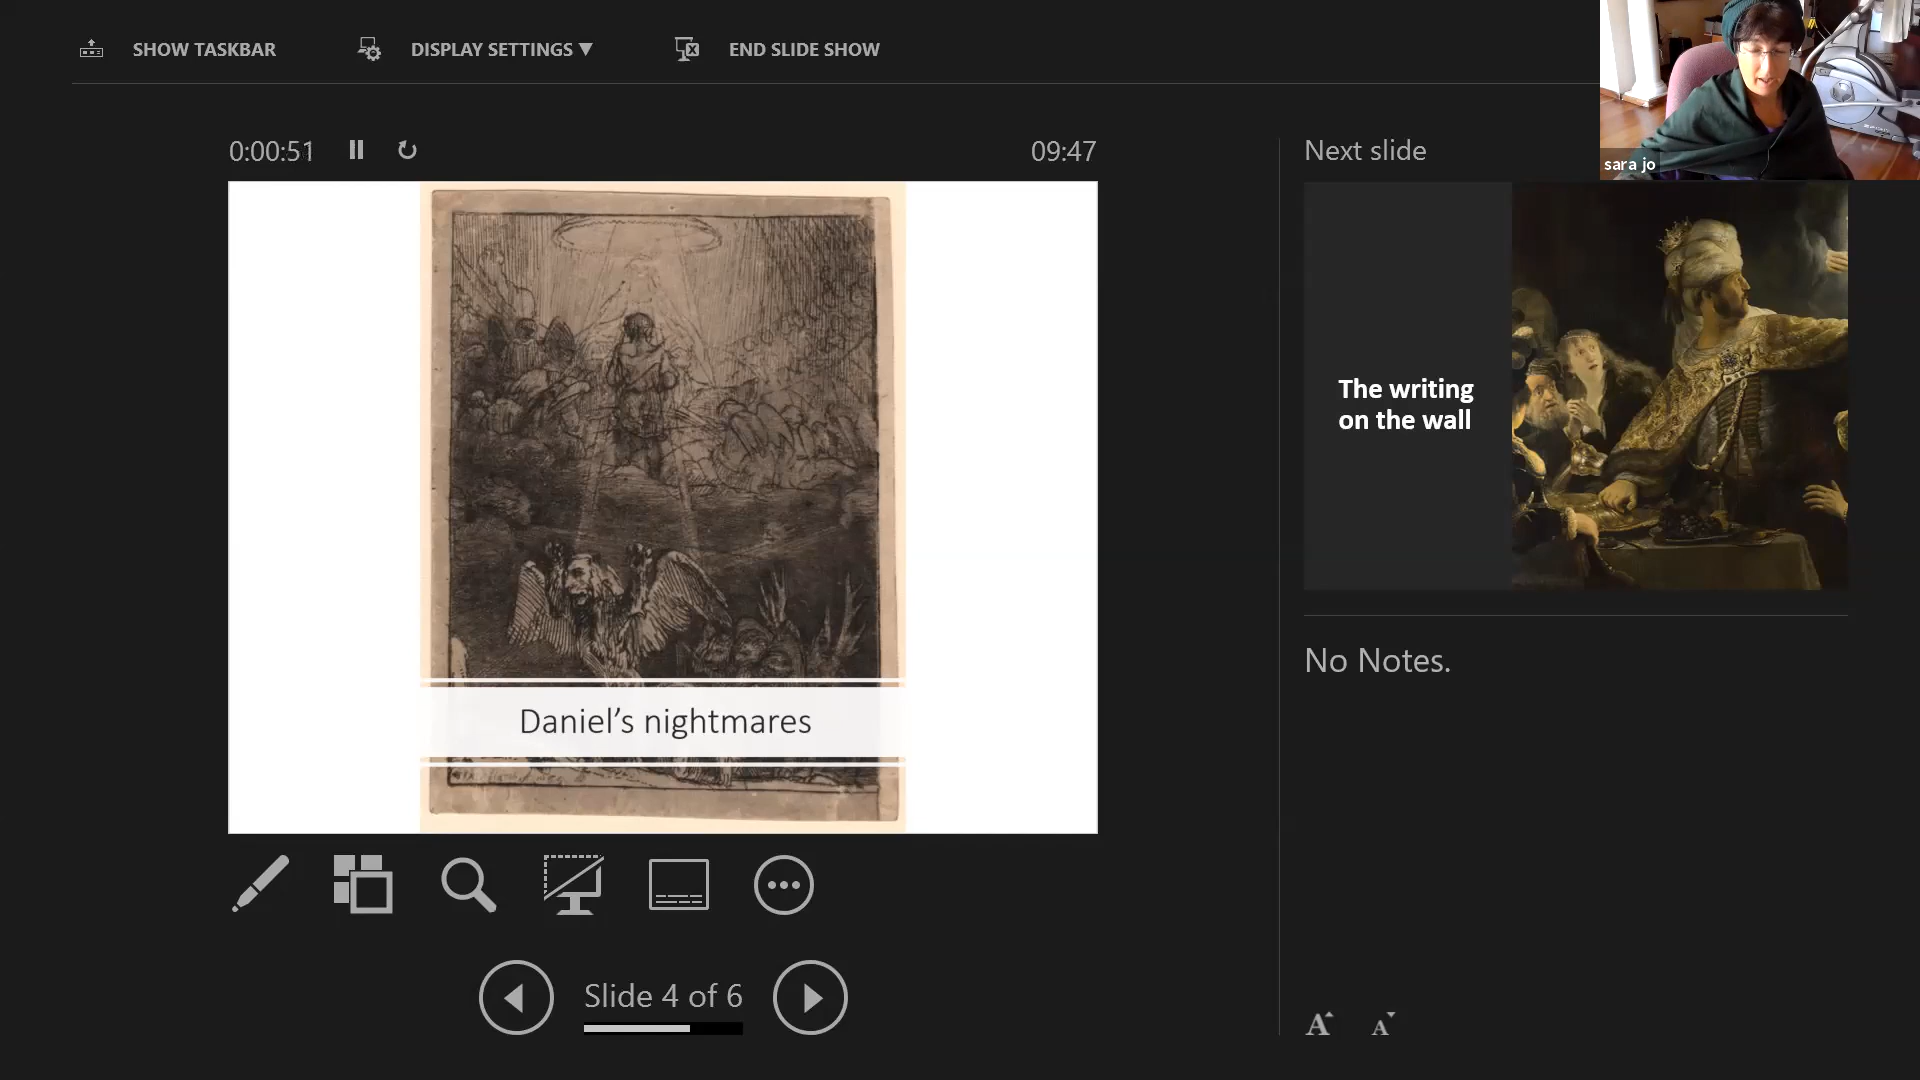 SHOW TASKBAR
DISPLAY SETTINGS ▼
END SLIDE SHOW
sara jo
0:00:51
09:47
Next slide
The writing
on the wall
No Notes.
Daniel’s nightmares
Slide 4 of 6
A
A